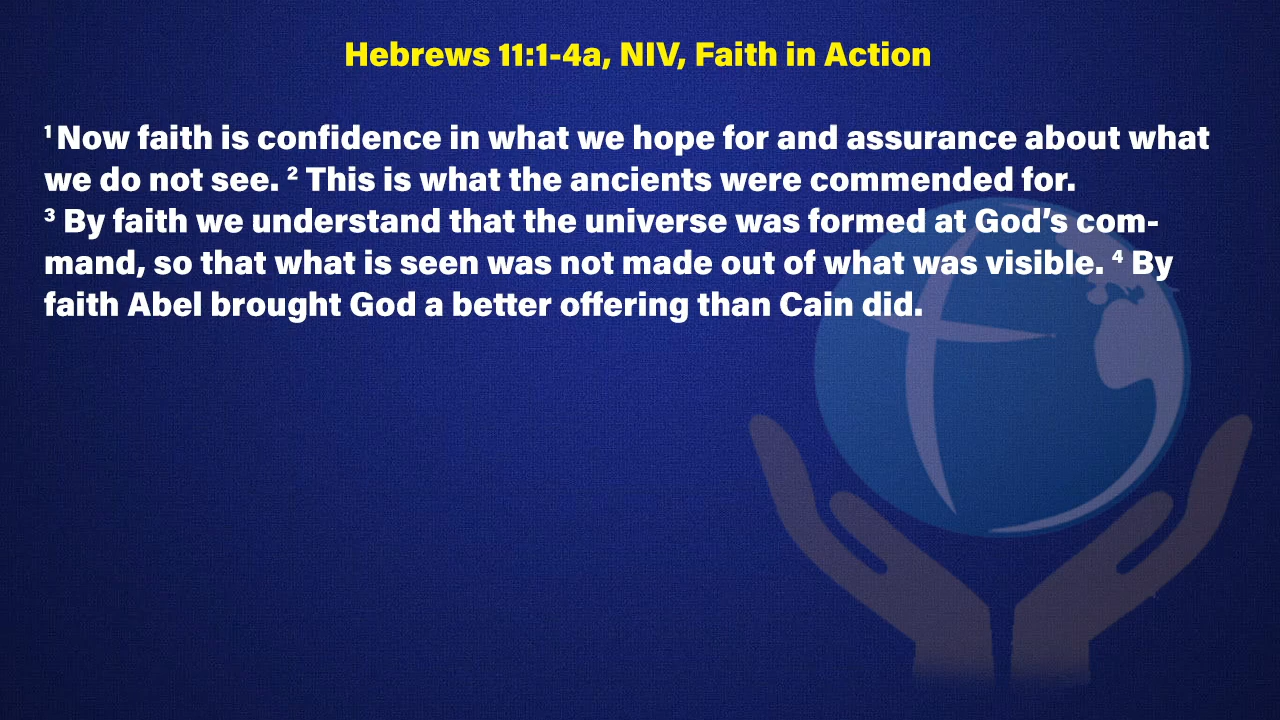 Hebrews 11:1-4a, NIV, Faith in Action
¹ Now faith is confidence in what we hope for and assurance about what
we do not see. ² This is what the ancients were commended for.
³ By faith we understand that the universe was formed at God’s com-
mand, so that what is seen was not made out of what was visible. ⁴ By
faith Abel brought God a better offering than Cain did.